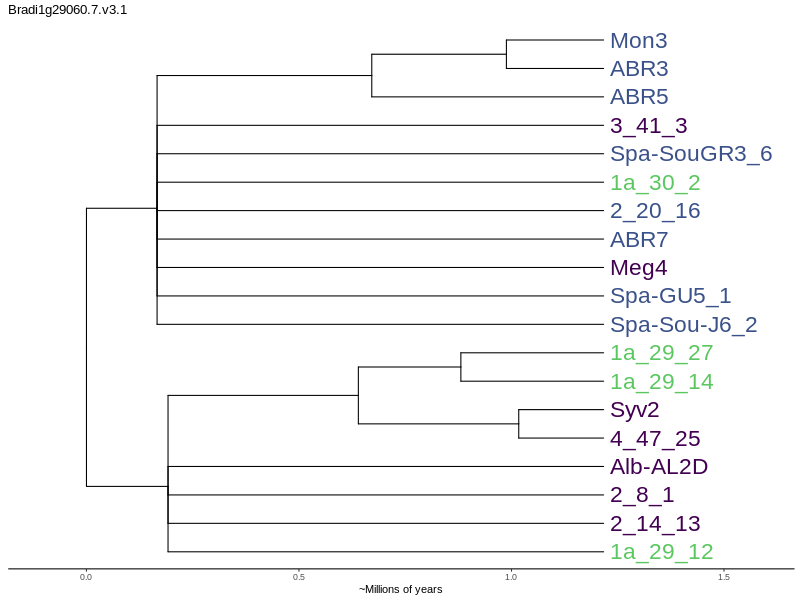 Bradi1g29060.7.v3.1
Mon3
ABR3
ABR5
3_41_3
Spa-SouGR3_6
1a_30_2
2_20_16
ABR7
Meg4
Spa-GU5_1
Spa-Sou-J6_2
1a_29_27
1a_29_14
Syv2
4_47_25
Alb-AL2D
2_8_1
2_14_13
1a_29_12
0.0 0.5 1.0 1.5
~Millions of years